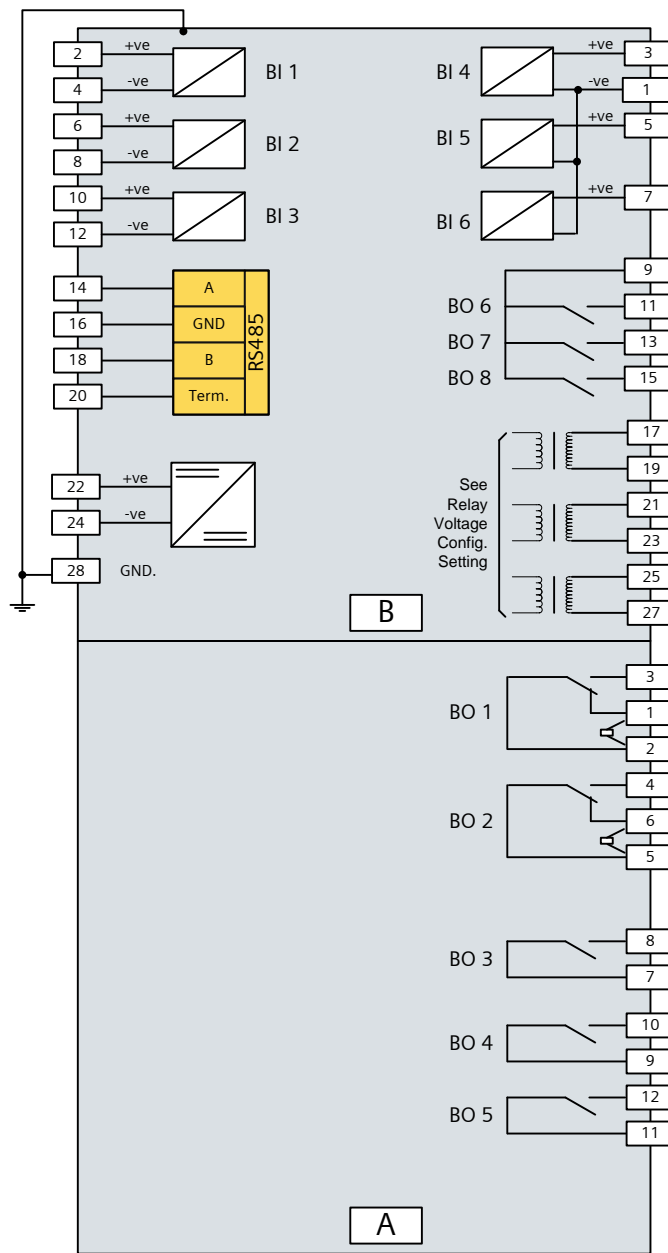 2 +ve BI 1
4 -ve
6 +ve BI 2
8 -ve
10 +ve BI 3
12 -ve
14 A
16 GND
18 B
20 Term.
RS485
22 +ve
24 -ve
28 GND.
BI 4 +ve 3
-ve 1
BI 5 +ve 5
BI 6 +ve 7
9
BO 6 11
BO 7 13
BO 8 15
See
Relay
Voltage
Config.
Setting
17
19
21
23
25
27
B
BO 1
3
1
2
BO 2
4
6
5
BO 3
8
7
BO 4
10
9
BO 5
12
11
A